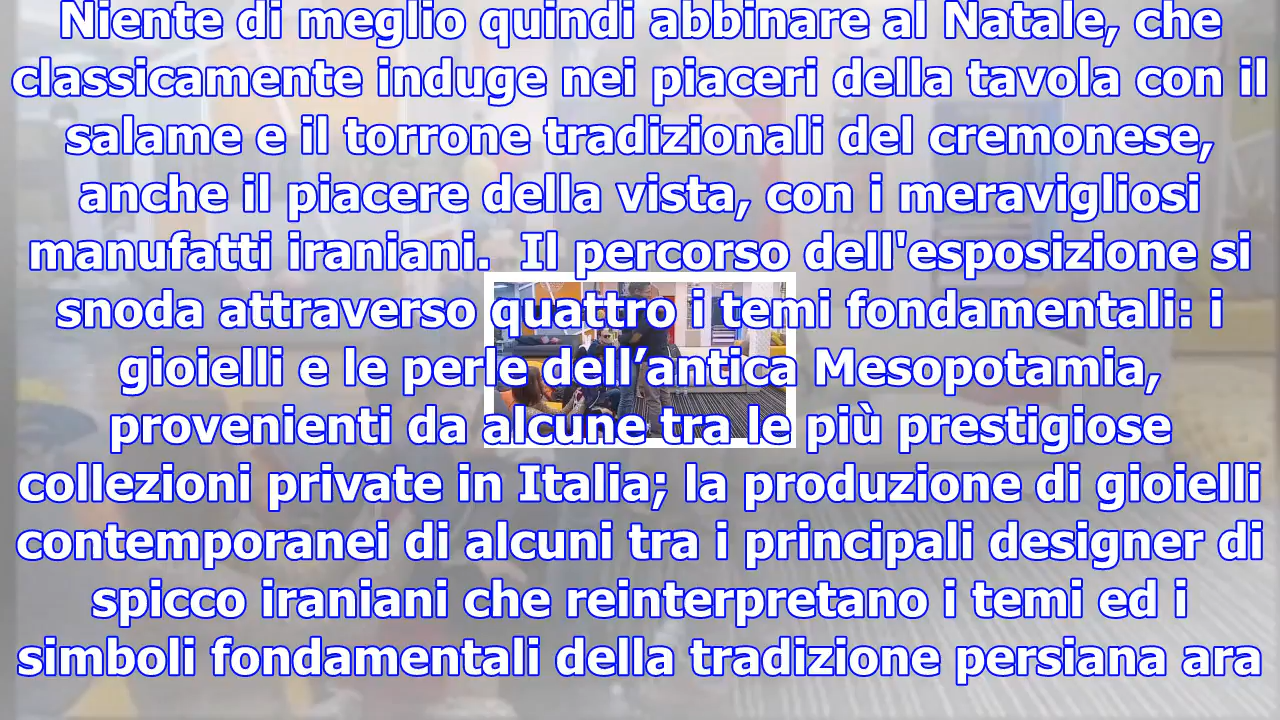 Niente di meglio quindi abbinare al Natale, che
classicamente induge nei piaceri della tavola con il
salame e il torrone tradizionali del cremonese,
anche il piacere della vista, con i meravigliosi
manufatti iraniani.  Il percorso dell'esposizione si
snoda attraverso quattro i temi fondamentali: i
gioielli e le perle dell’antica Mesopotamia,
provenienti da alcune tra le più prestigiose
collezioni private in Italia; la produzione di gioielli
contemporanei di alcuni tra i principali designer di
spicco iraniani che reinterpretano i temi ed i
simboli fondamentali della tradizione persiana ara